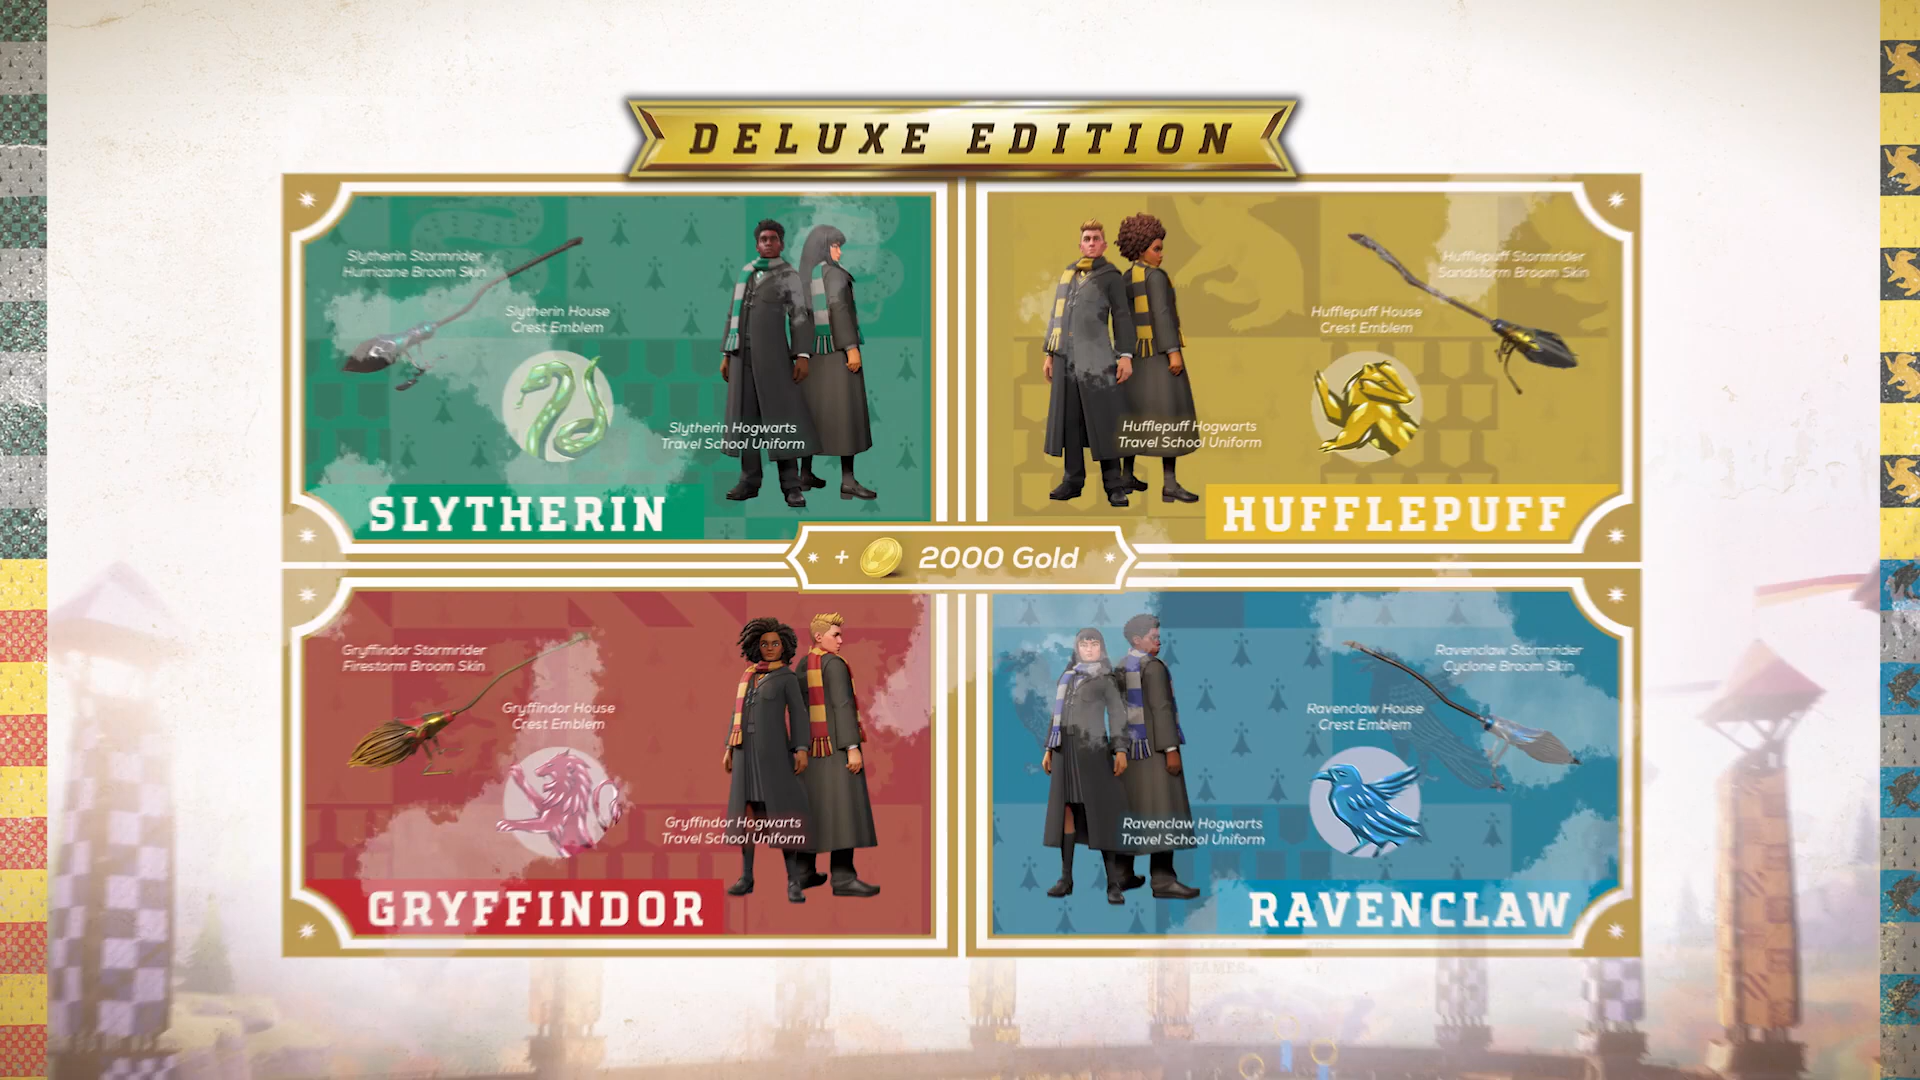 DELUXE EDITION
Slytherin Stormrider
Hurricane Broom Skin
Slytherin House
Crest Emblem
Slytherin Hogwarts
Travel School Uniform
SLYTHERIN
Hufflepuff Stormrider
Sandstorm Broom Skin
Hufflepuff House
Crest Emblem
Hufflepuff Hogwarts
Travel School Uniform
HUFFLEPUFF
+ 2000 Gold
Gryffindor Stormrider
Firestorm Broom Skin
Gryffindor House
Crest Emblem
Gryffindor Hogwarts
Travel School Uniform
GRYFFINDOR
Ravenclaw Stormrider
Cyclone Broom Skin
Ravenclaw House
Crest Emblem
Ravenclaw Hogwarts
Travel School Uniform
RAVENCLAW